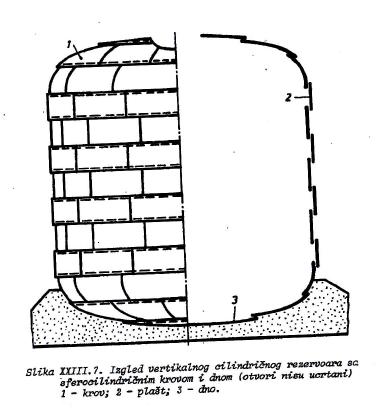 1
2
3
Slika XXIII.7. Izgled vertikalnog cilindričnog rezervoara sa
sferocilindričnim krovom i dnom (otvori nisu ucrtani)
1 - krov; 2 - plašt; 3 - dno.